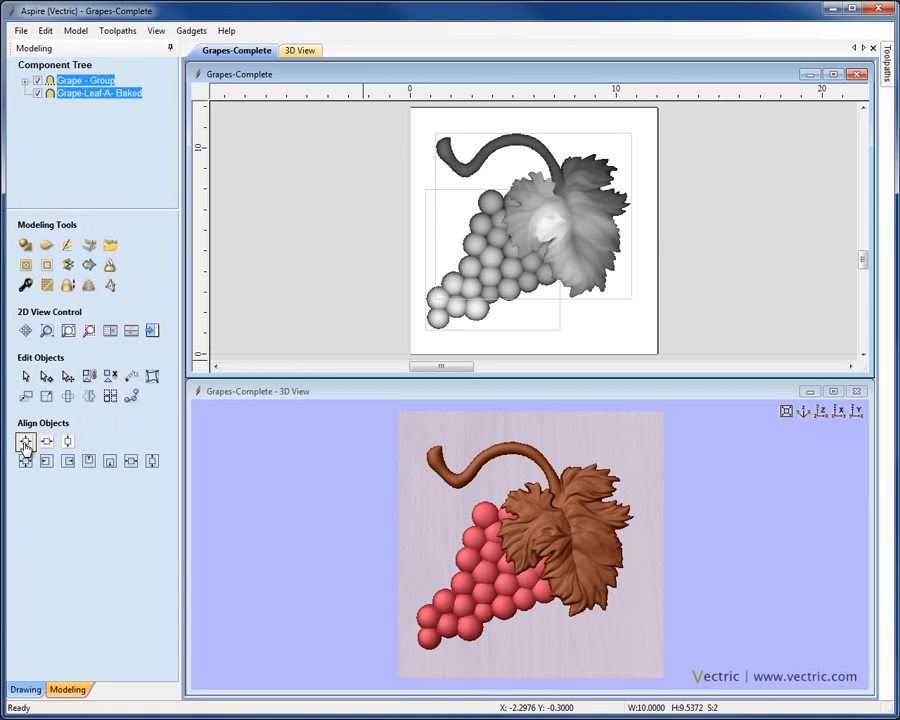 Aspire {Vectric} - Grapes-Complete
File Edit Model Toolpaths View Gadgets Help
Modeling
Component Tree
Grape - Group
Grape-Leaf-A- Baked
Modeling Tools
2D View Control
Edit Objects
Align Objects
Drawing Modeling
Grapes-Complete 3D View
Grapes-Complete
0 10 20
10
0
Grapes-Complete - 3D View
Z X Y
Vectric | www.vectric.com
Toolpaths
Ready X: -2.2976 Y: -0.3000 W:10.0000 H:9.5372 S:2